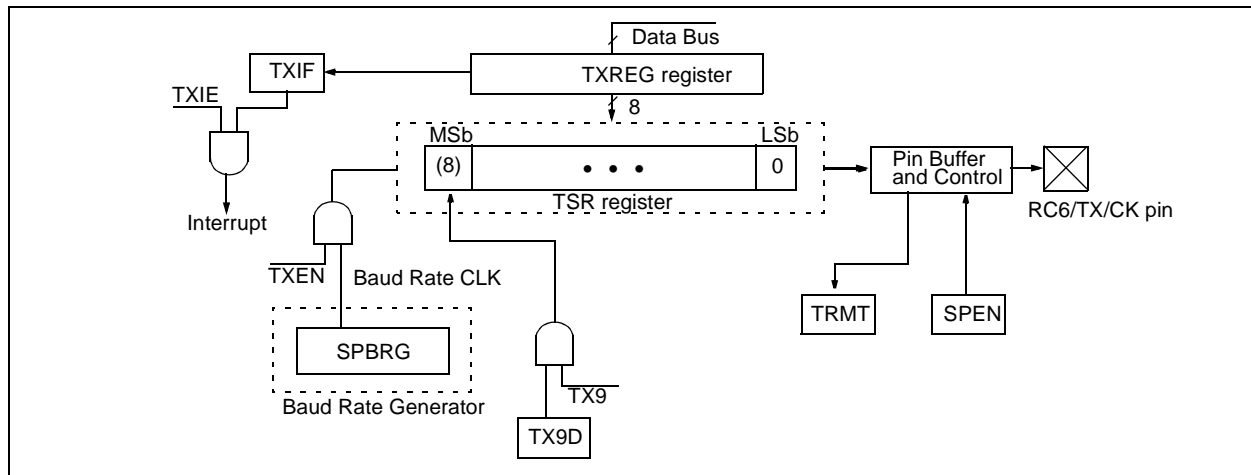 Data Bus
TXIF
TXREG register
TXIE
8
MSb
LSb
(8)
• • •
0
Pin Buffer
and Control
TSR register
Interrupt
RC6/TX/CK pin
TXEN
Baud Rate CLK
TRMT
SPEN
SPBRG
TX9
Baud Rate Generator
TX9D